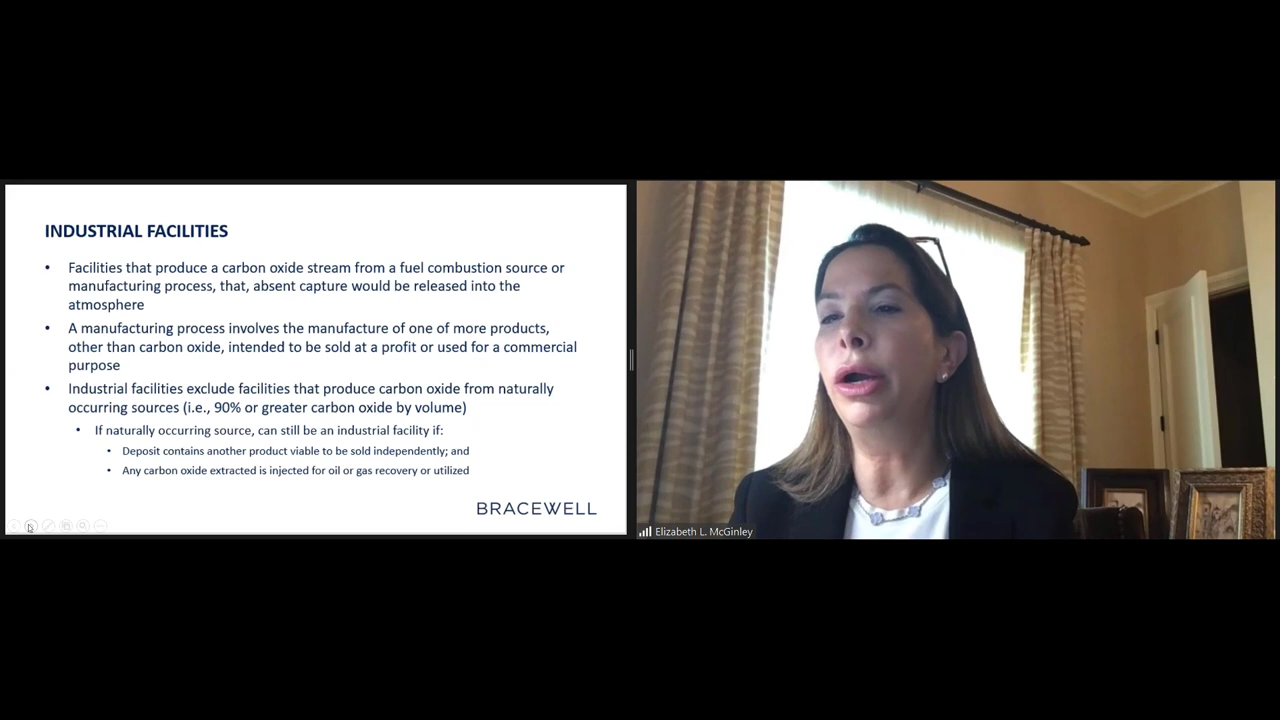 INDUSTRIAL FACILITIES
• Facilities that produce a carbon oxide stream from a fuel combustion source or
manufacturing process, that, absent capture would be released into the
atmosphere
• A manufacturing process involves the manufacture of one of more products,
other than carbon oxide, intended to be sold at a profit or used for a commercial
purpose
• Industrial facilities exclude facilities that produce carbon oxide from naturally
occurring sources (i.e., 90% or greater carbon oxide by volume)
• If naturally occurring source, can still be an industrial facility if:
• Deposit contains another product viable to be sold independently; and
• Any carbon oxide extracted is injected for oil or gas recovery or utilized
BRACEWELL
Elizabeth L. McGinley